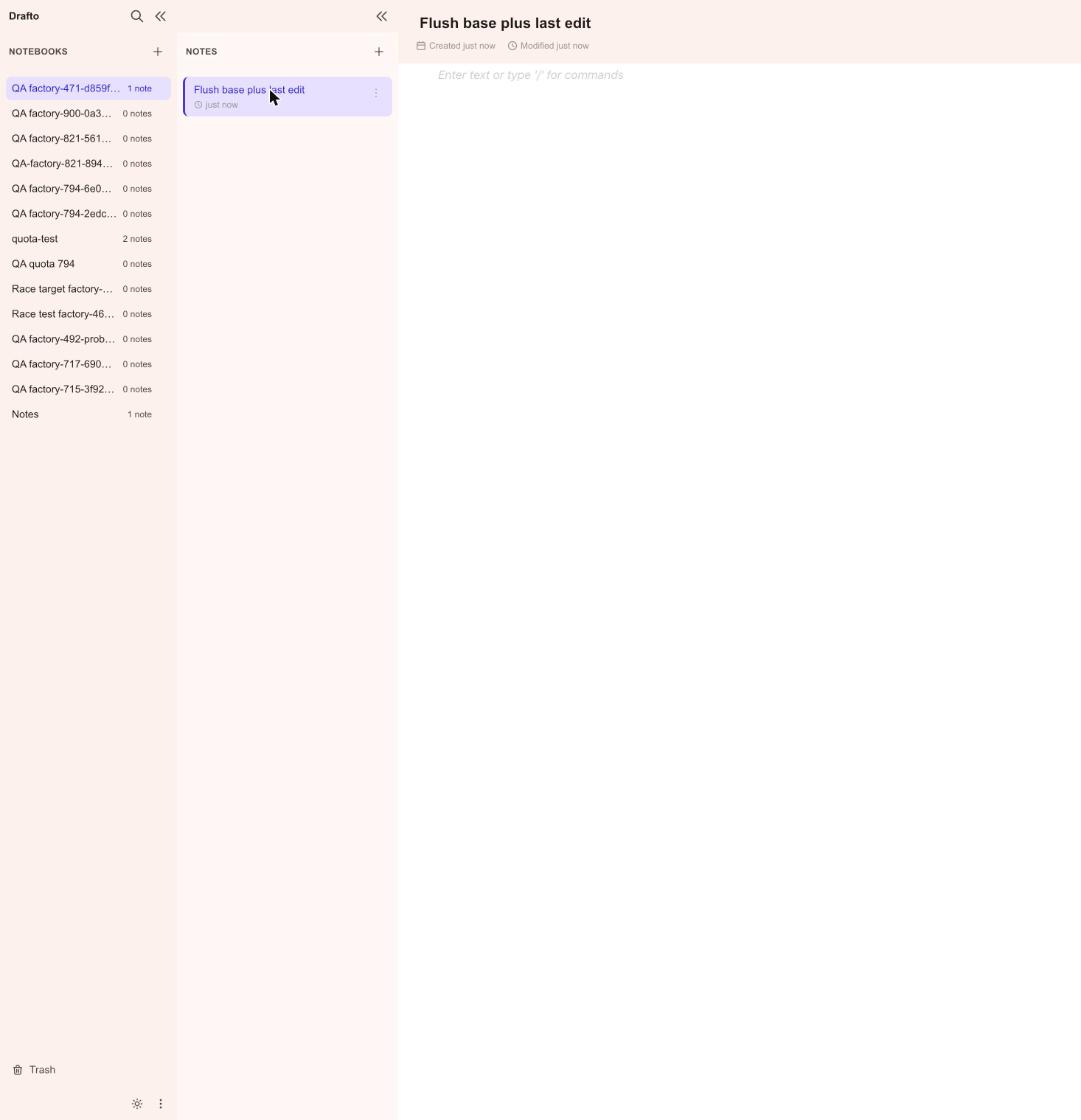 Drafto
NOTEBOOKS
QA factory-471-d859f... 1 note
QA factory-900-0a3... 0 notes
QA factory-821-561... 0 notes
QA-factory-821-894... 0 notes
QA factory-794-6e0... 0 notes
QA factory-794-2edc... 0 notes
quota-test 2 notes
QA quota 794 0 notes
Race target factory-... 0 notes
Race test factory-46... 0 notes
QA factory-492-prob... 0 notes
QA factory-717-690... 0 notes
QA factory-715-3f92... 0 notes
Notes 1 note
Trash
NOTES
Flush base plus last edit
just now
Flush base plus last edit
Created just now Modified just now
Enter text or type '/' for commands